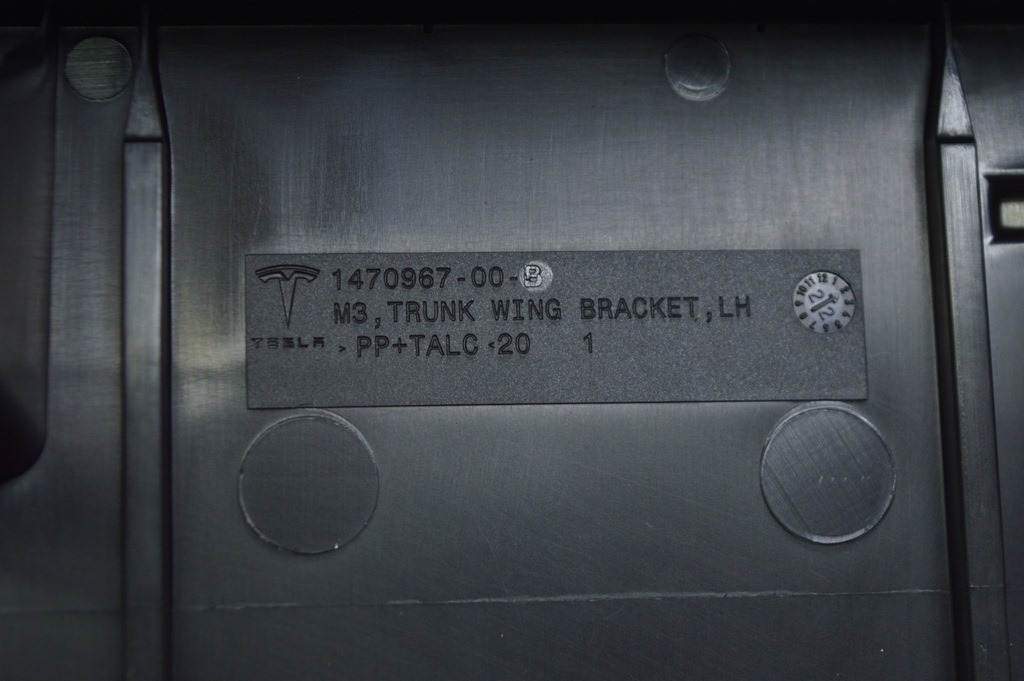 1470967-00-B
M3,TRUNK WING BRACKET,LH
TESLA >PP+TALC<20 1